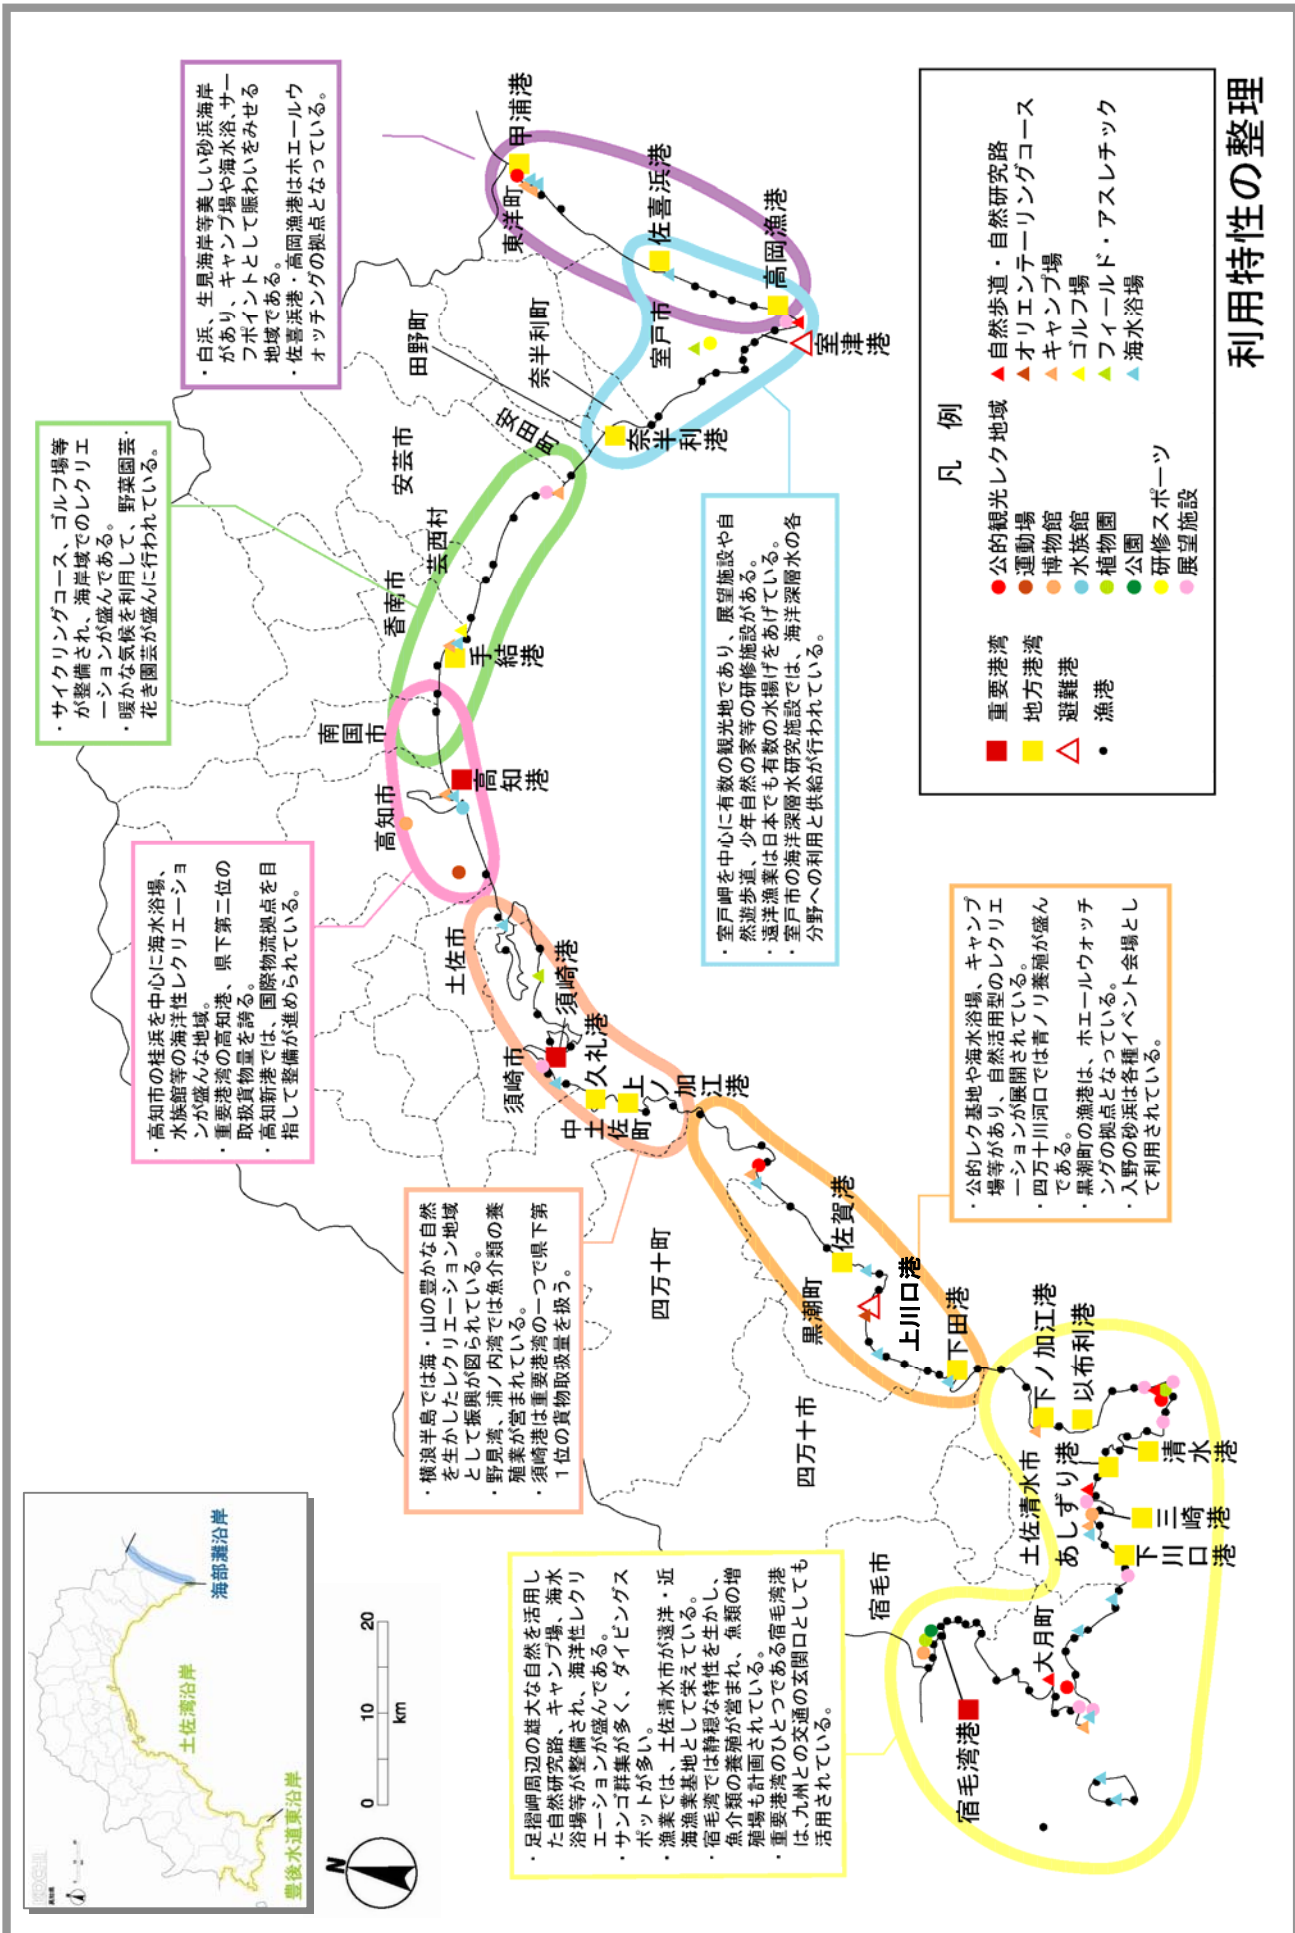 利用特性の整理
・白浜、生見海岸等美しい砂浜海岸
があり、キャンプ場や海水浴、サー
フポイントとして賑わいをみせる
地域である。
・佐喜浜港・高岡漁港はホエールウ
ォッチングの拠点となっている。
・サイクリングコース、ゴルフ場等
が整備され、海岸域でのレクリエ
ーションが盛んである。
・暖かな気候を利用して、野菜園芸・
花き園芸が盛んに行われている。
・高知市の桂浜を中心に海水浴場、
水族館等の海洋性レクリエーショ
ンが盛んな地域。
・重要港湾の高知港、県下第二位の
取扱貨物量を誇る。
・高知新港では、国際物流拠点を目
指して整備が進められている。
・横浪半島では海・山の豊かな自然
を生かしたレクリエーション地域
として振興が図られている。
・野見湾、浦ノ内湾では魚介類の養
殖業が営まれている。
・須崎港は重要港湾の一つで県下第
1位の貨物取扱量を扱う。
・足摺岬周辺の雄大な自然を活用し
た自然研究路、キャンプ場、海水
浴場等が整備され、海洋性レクリ
エーションが盛んである。
・サンゴ群集が多く、ダイビングス
ポットが多い。
・漁業では、土佐清水市が遠洋・近
海漁業基地として栄えている。
・宿毛湾では静穏な特性を生かし、
魚介類の養殖が営まれ、魚類の増
殖場も計画されている。
・重要港湾のひとつである宿毛湾港
は、九州との交通の玄関口としても
活用されている。
・室戸岬を中心に有数の観光地であり、展望施設や自
然遊歩道、少年自然の家等の研修施設がある。
・遠洋漁業は日本でも有数の水揚げをあげている。
・室戸市の海洋深層水研究施設では、海洋深層水の各
分野への利用と供給が行われている。
・公的レク基地や海水浴場、キャンプ
場等があり、自然活用型のレクリエ
ーションが展開されている。
・四万十川河口では青ノリ養殖が盛ん
である。
・黒潮町の漁港は、ホエールウォッチ
ングの拠点となっている。
・入野の砂浜は各種イベント会場とし
て利用されている。
甲浦港
東洋町
佐喜浜港
高岡漁港
室戸市
室津港
奈半利町
田野町
奈半利港
安田町
安芸市
芸西村
香南市
手結港
南国市
高知港
高知市
土佐市
須崎港
須崎市
久礼港
上ノ加江港
中土佐町
四万十町
佐賀港
黒潮町
上川口港
下田港
四万十市
下ノ加江港
以布利港
土佐清水市
あしずり港
清水港
三崎港
下川口港
宿毛市
大月町
宿毛湾港
凡 例
重要港湾
地方港湾
避難港
漁港
公的観光レク地域
運動場
博物館
水族館
植物園
公園
研修スポーツ
展望施設
自然歩道・自然研究路
オリエンテーリングコース
キャンプ場
ゴルフ場
フィールド・アスレチック
海水浴場
海部灘沿岸
土佐湾沿岸
豊後水道東沿岸
N
0 10 20
km
KOCHI
高知県